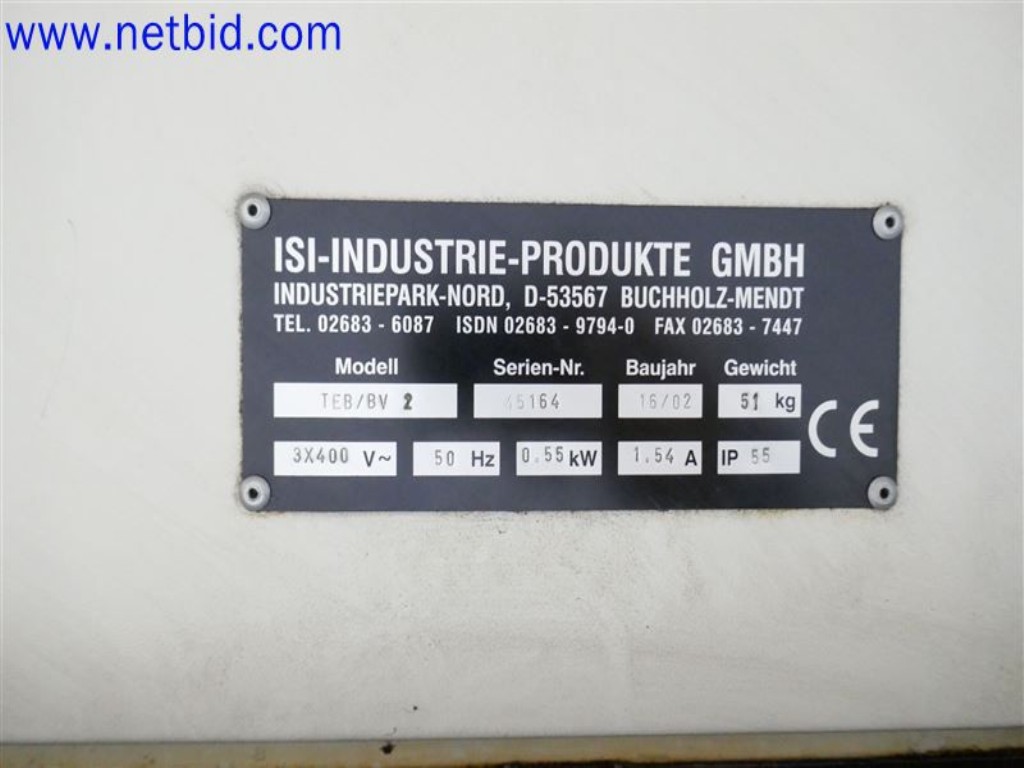 www.netbid.com
ISI-INDUSTRIE-PRODUKTE GMBH
INDUSTRIEPARK-NORD, D-53567 BUCHHOLZ-MENDT
TEL. 02683 - 6087 ISDN 02683 - 9794-0 FAX 02683 - 7447
Modell Serien-Nr. Baujahr Gewicht
TEB/BV 2 16/02 51 kg
3X400 V~ 50 Hz 0.55 kW 1.54 A IP 55
CE